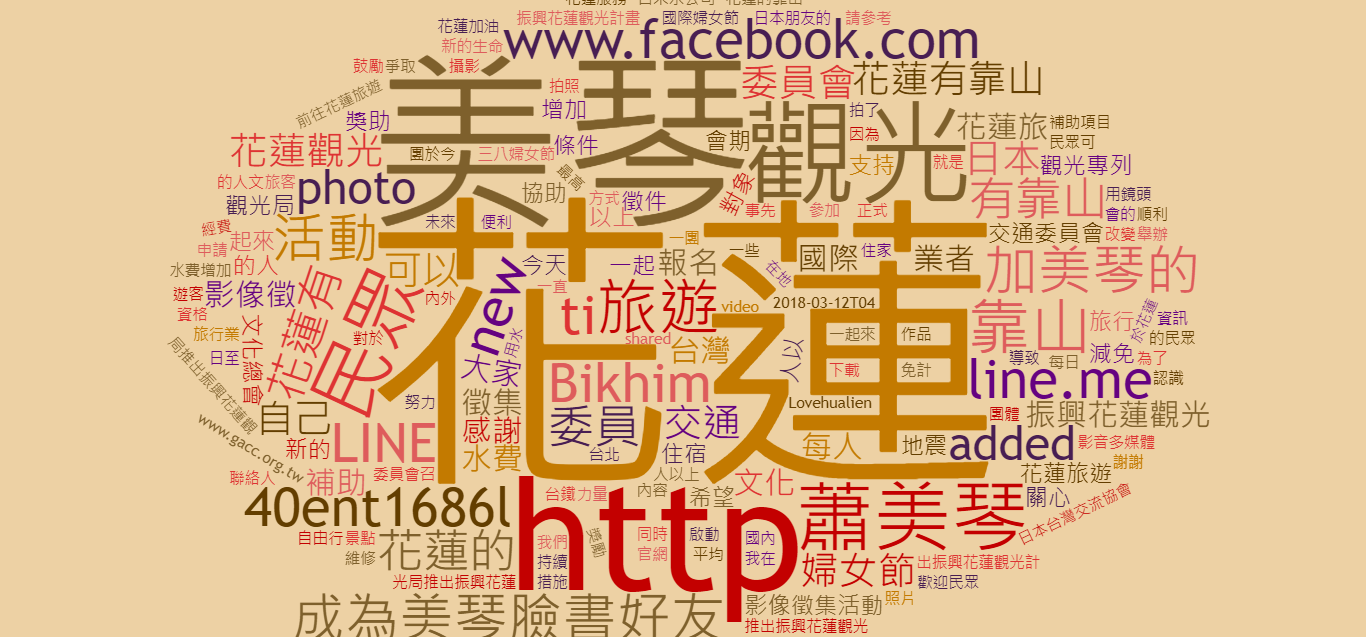 振興花蓮觀光計畫
國際婦女節
日本朋友的
請參考
花蓮加油
www.facebook.com
新的生命
鼓勵
爭取
攝影
美琴
委員會
花蓮有靠山
前往花蓮旅遊
拍照
增加
觀光
拍了
獎助
會期
因為
花蓮旅
補助項目
民眾可
花蓮觀光
團於今
三八婦女節
條件
支持
就是
日本
觀光專列
的人文旅客
photo
最高
協助
方式
徵件
對象
有靠山
用鏡頭
觀光局
以上
事先
參加
正式
會的
順利
經費
活動
未來
便利
花蓮
一團
一些
國際
住家
業者
交通委員會
改變
舉辦
申請
起來
可以
new
今天
一起
報名
在地
加美琴的
水費增加
的人
一直
遊客
影像徵
花蓮有
民眾
內外
ti
旅遊
video
2018-03-12T04
靠山
旅行
於花蓮
資訊
資格
旅行業
文化總會
對於
用水
shared
台灣
一起來
作品
的民眾
日至
大家
人以
導致
每日
減免
為了
局推出振興花蓮觀
Bikhim
下載
免計
line.me
認識
努力
徵集
Lovehualien
自己
感謝
委員
交通
團體
振興花蓮觀光
www.gacc.org.tw
新的
LINE
水費
台北
住宿
每人
地震
added
影音多媒體
謝謝
聯絡人
補助
委員會召
人以上
文化
花蓮旅遊
40ent1686l
http
台鐵
力量
內容
希望
蕭美琴
關心
日本台灣交流協會
自由行
景點
花蓮的
我們
獎勵
同時
啟動
國內
維修
持續
官網
平均
我在
婦女節
出振興花蓮觀光計
光局推出振興花蓮
措施
歡迎民眾
成為美琴臉書好友
影像徵集活動
照片
推出振興花蓮觀光